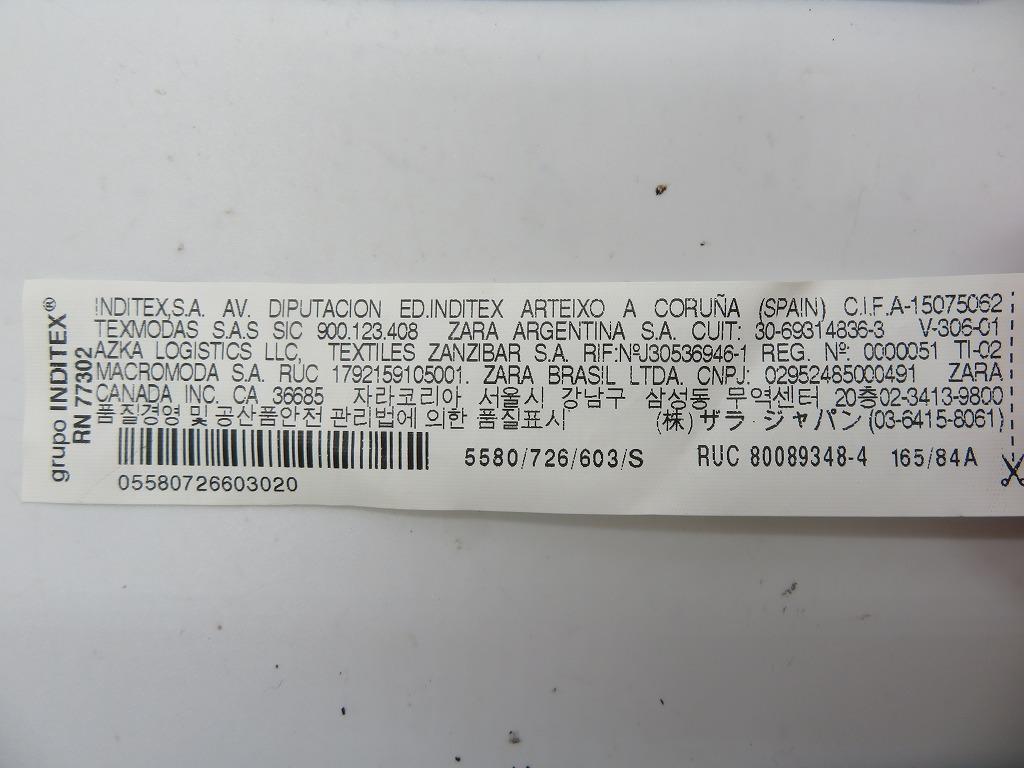 grupo INDITEX®
RN 77302
INDITEX,S.A. AV. DIPUTACION ED.INDITEX ARTEIXO A CORUÑA (SPAIN) C.I.F.A-15075062
TEXMODAS S.A.S SIC 900.123.408 ZARA ARGENTINA S.A. CUIT: 30-69314836-3 V-306-01
AZKA LOGISTICS LLC, TEXTILES ZANZIBAR S.A. RIF:NºJ30536946-1 REG. Nº: 0000051 TI-02
MACROMODA S.A. RUC 1792159105001. ZARA BRASIL LTDA. CNPJ: 02952485000491 ZARA
CANADA INC. CA 36685 자라코리아 서울시 강남구 삼성동 무역센터 20층02-3413-9800
품질경영 및 공산품안전 관리법에 의한 품질표시 (株) ザラ・ジャパン (03-6415-8061)
5580/726/603/S RUC 80089348-4 165/84A
05580726603020